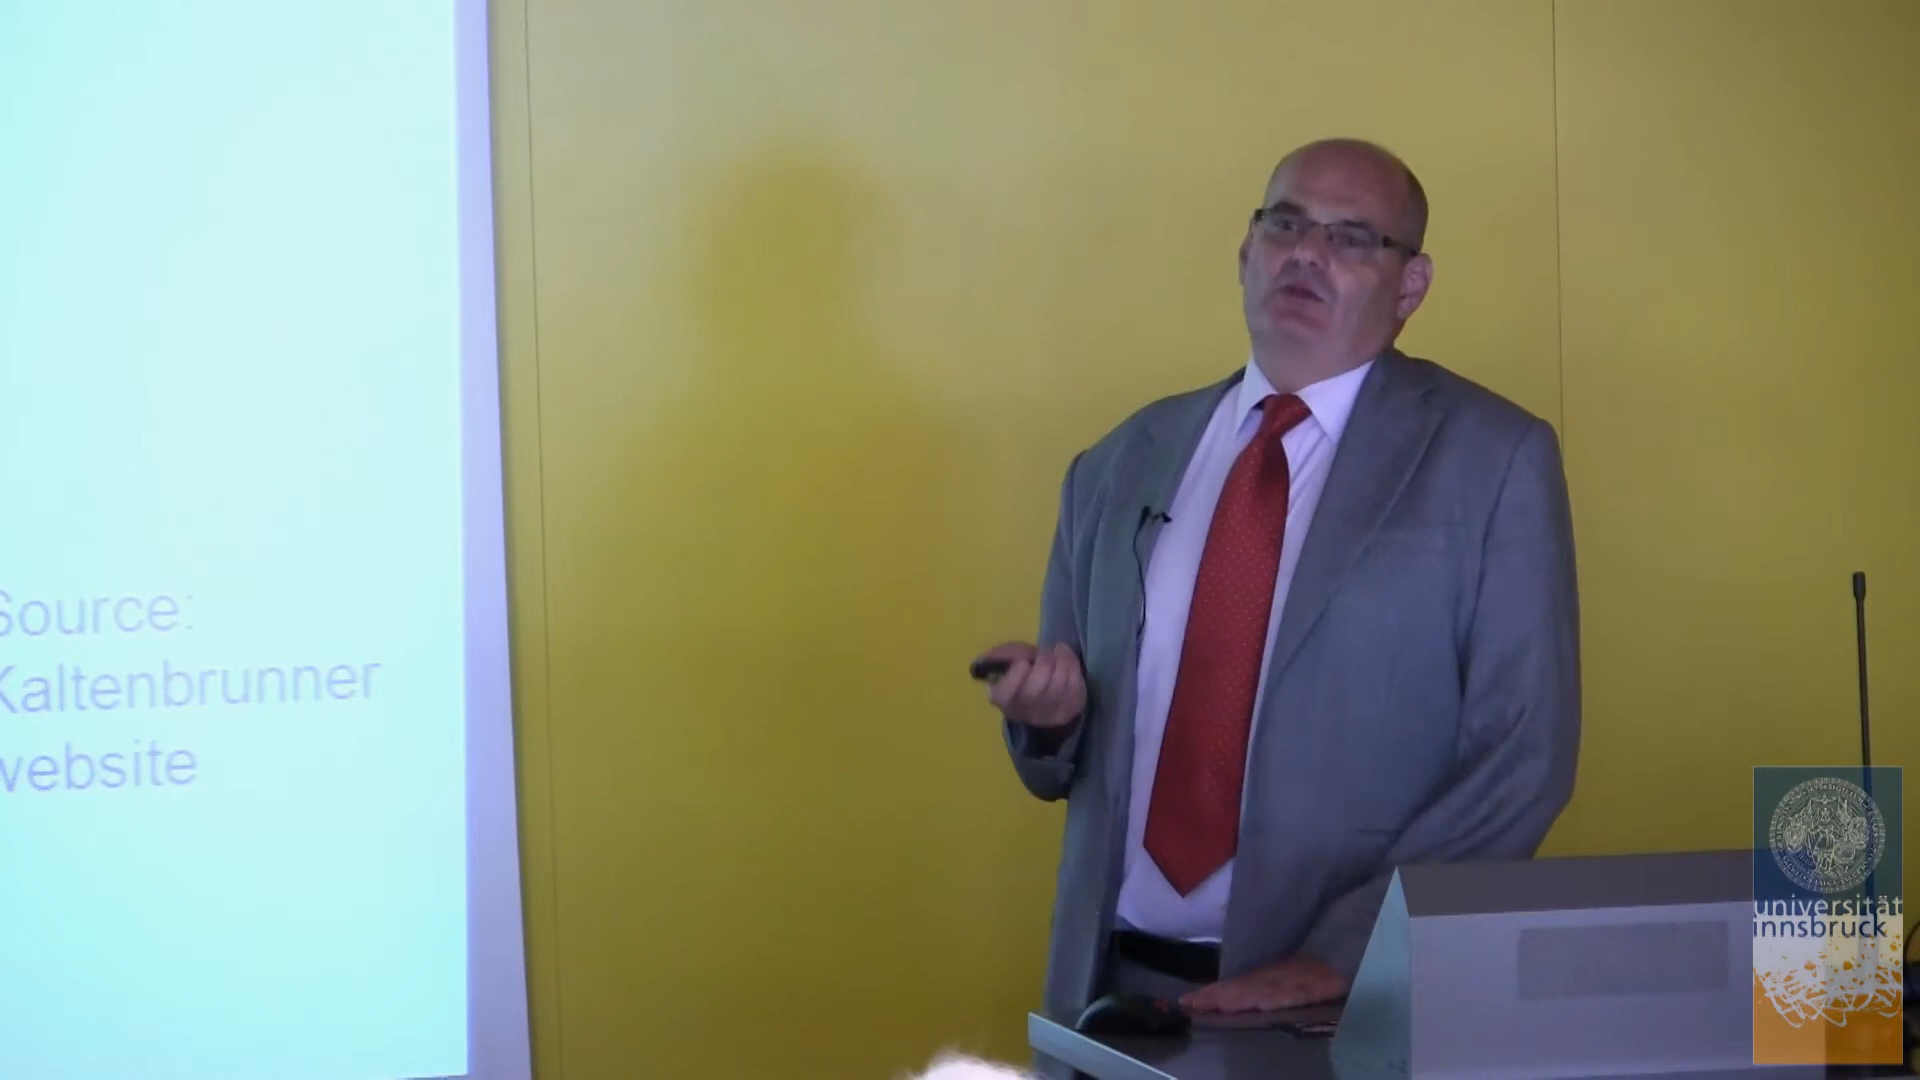 Source:
Kaltenbrunner
website
universität
innsbruck